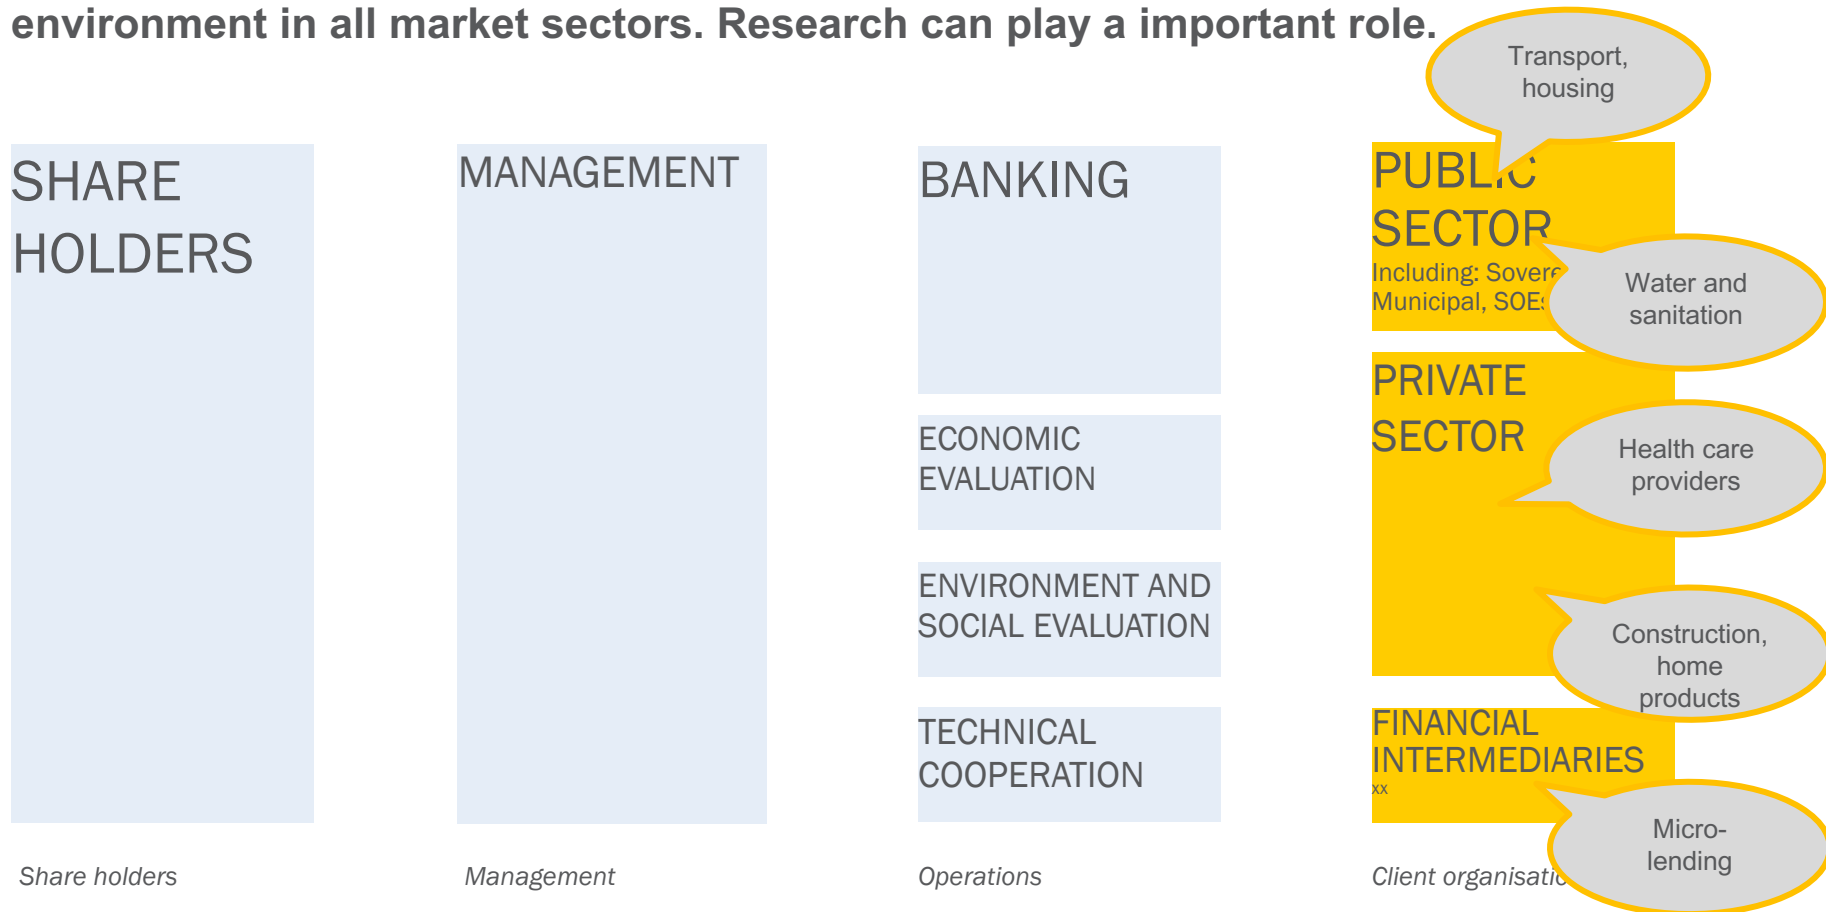 environment in all market sectors. Research can play a important role.
Transport,
housing
SHARE
HOLDERS
MANAGEMENT
BANKING
ECONOMIC
EVALUATION
ENVIRONMENT AND
SOCIAL EVALUATION
TECHNICAL
COOPERATION
PUBLIC
SECTOR
Including:
Municipal,
Water and
sanitation
PRIVATE
SECTOR
Health care
providers
Construction,
home
products
FINANCIAL
INTERMEDIARIES
xx
Micro-
lending
Share holders
Management
Operations
Client